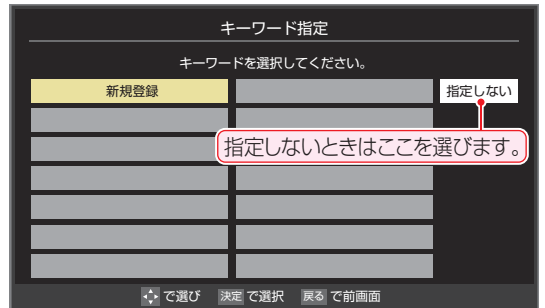 キーワード指定
キーワードを選択してください。
新規登録
指定しない
指定しないときはここを選びます。
で選び 決定 で選択 戻る で前画面